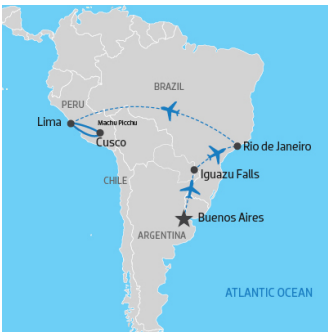 BRAZIL
PERU
Machu Picchu
Lima
Cusco
Rio de Janeiro
Iguazu Falls
CHILE
Buenos Aires
ARGENTINA
ATLANTIC OCEAN